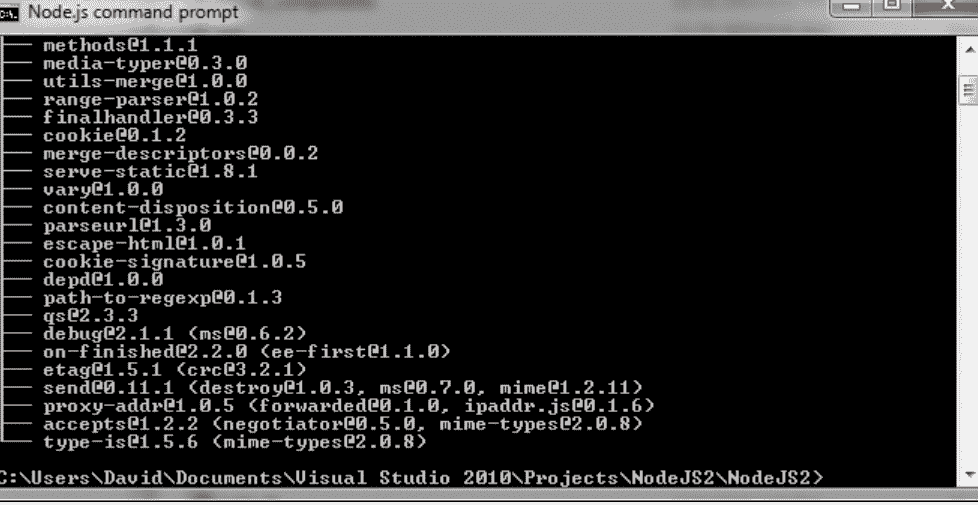 C:\. Node.js command prompt
├── methods@1.1.1
├── media-typer@0.3.0
├── utils-merge@1.0.0
├── range-parser@1.0.2
├── finalhandler@0.3.3
├── cookie@0.1.2
├── merge-descriptors@0.0.2
├── serve-static@1.8.1
├── vary@1.0.0
├── content-disposition@0.5.0
├── parseurl@1.3.0
├── escape-html@1.0.1
├── cookie-signature@1.0.5
├── depd@1.0.0
├── path-to-regexp@0.1.3
├── qs@2.3.3
├── debug@2.1.1 (ms@0.6.2)
├── on-finished@2.2.0 (ee-first@1.1.0)
├── etag@1.5.1 (crc@3.2.1)
├── send@0.11.1 (destroy@1.0.3, ms@0.7.0, mime@1.2.11)
├── proxy-addr@1.0.5 (forwarded@0.1.0, ipaddr.js@0.1.6)
├── accepts@1.2.2 (negotiator@0.5.0, mime-types@2.0.8)
└── type-is@1.5.6 (mime-types@2.0.8)
C:\Users\David\Documents\Visual Studio 2010\Projects\NodeJS2\NodeJS2>